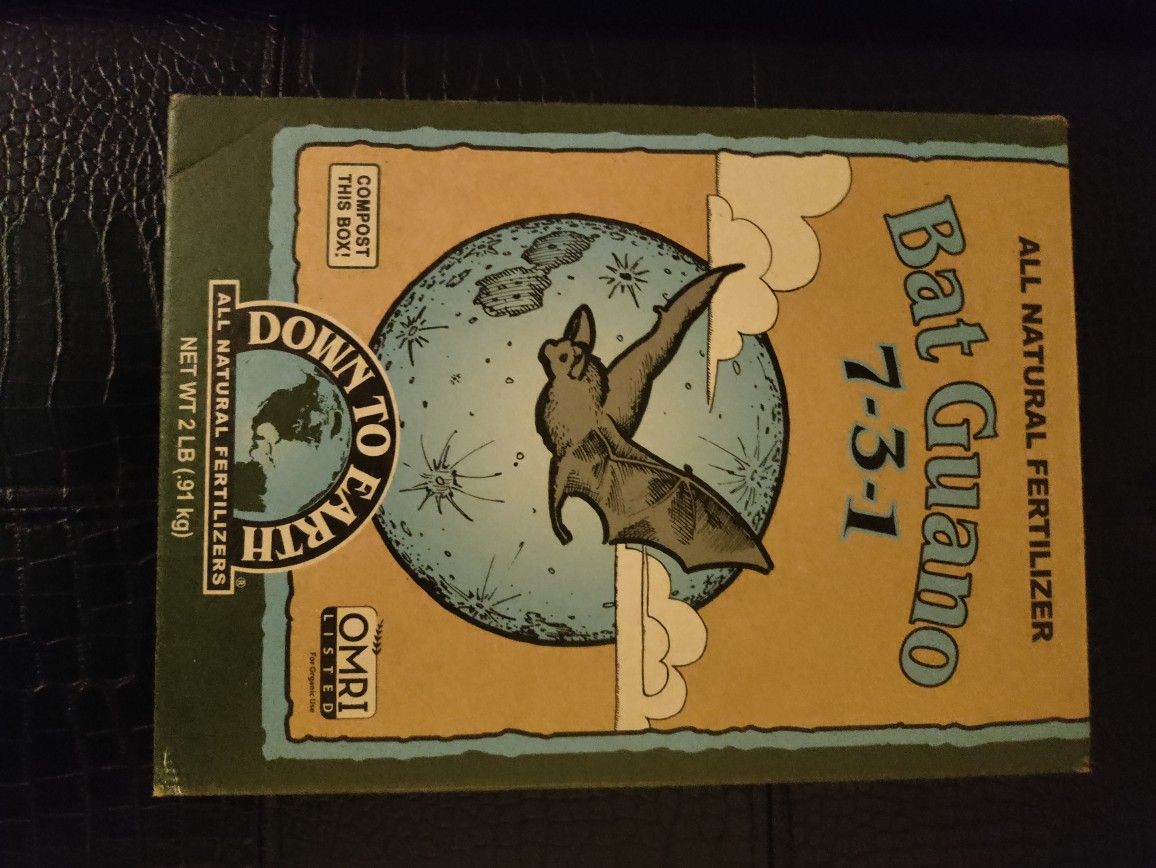 ALL NATURAL FERTILIZER
Bat Guano
7-3-1
COMPOST
THIS BOX!
OMRI
LISTED
For Organic Use
DOWN TO EARTH
ALL NATURAL FERTILIZERS®
NET WT 2 LB (.91 kg)